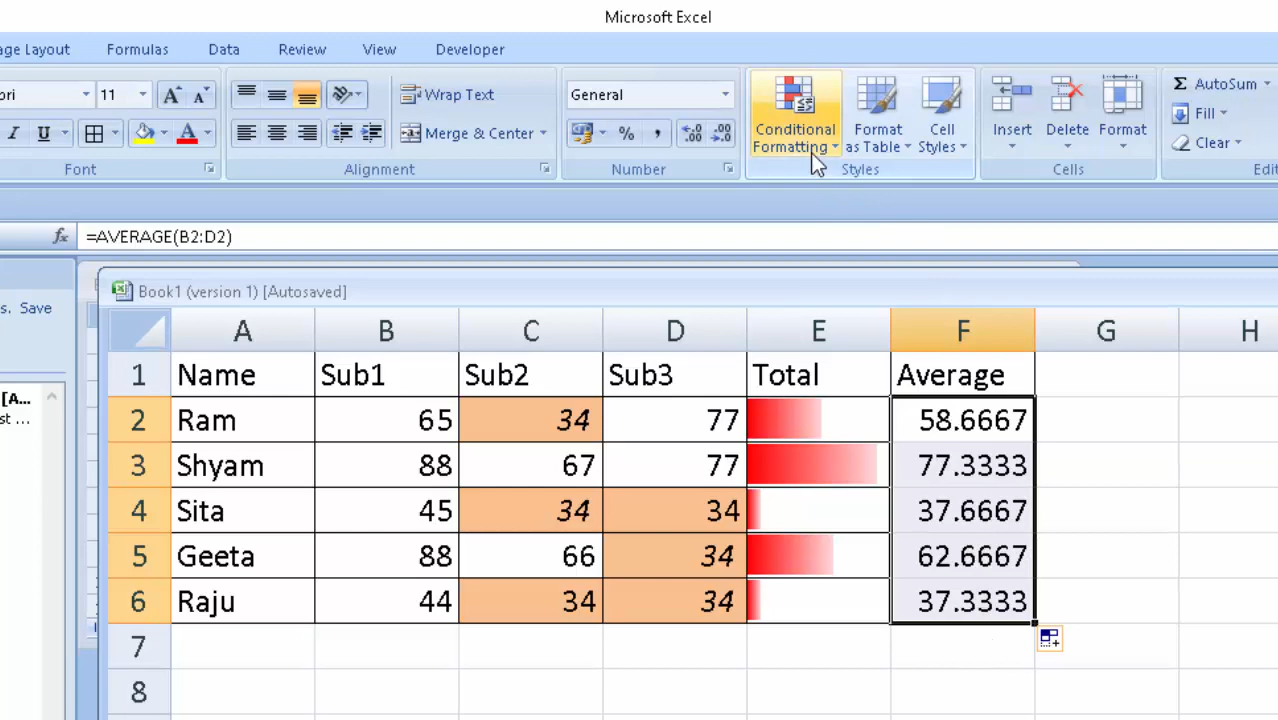 Microsoft Excel
age Layout Formulas Data Review View Developer
ori 11 A A Wrap Text General Conditional Formatting Format as Table Cell Styles Insert Delete Format Σ AutoSum
I U A Merge & Center % , .00 .00 Fill
Clear
Font Alignment Number Styles Cells Edit
fx =AVERAGE(B2:D2)
Book1 (version 1) [Autosaved]
s. Save
[A...
st ...
A B C D E F G H
1 Name Sub1 Sub2 Sub3 Total Average
2 Ram 65 34 77 58.6667
3 Shyam 88 67 77 77.3333
4 Sita 45 34 34 37.6667
5 Geeta 88 66 34 62.6667
6 Raju 44 34 34 37.3333
7
8